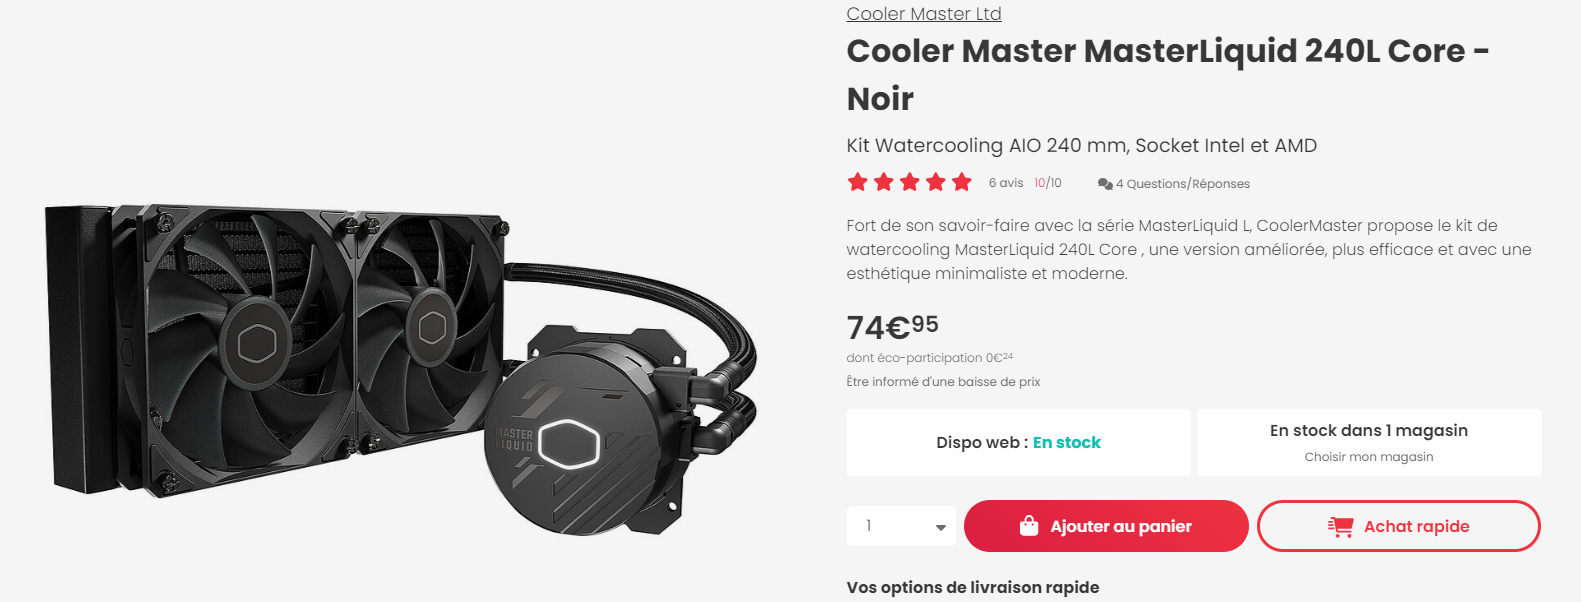 Cooler Master Ltd
Cooler Master MasterLiquid 240L Core -
Noir
Kit Watercooling AIO 240 mm, Socket Intel et AMD
6 avis 10/10 4 Questions/Réponses
Fort de son savoir-faire avec la série MasterLiquid L, CoolerMaster propose le kit de
watercooling MasterLiquid 240L Core , une version améliorée, plus efficace et avec une
esthétique minimaliste et moderne.
74€95
dont éco-participation 0€24
Être informé d'une baisse de prix
Dispo web : En stock
En stock dans 1 magasin
Choisir mon magasin
1
Ajouter au panier
Achat rapide
Vos options de livraison rapide
MASTER
LIQUID